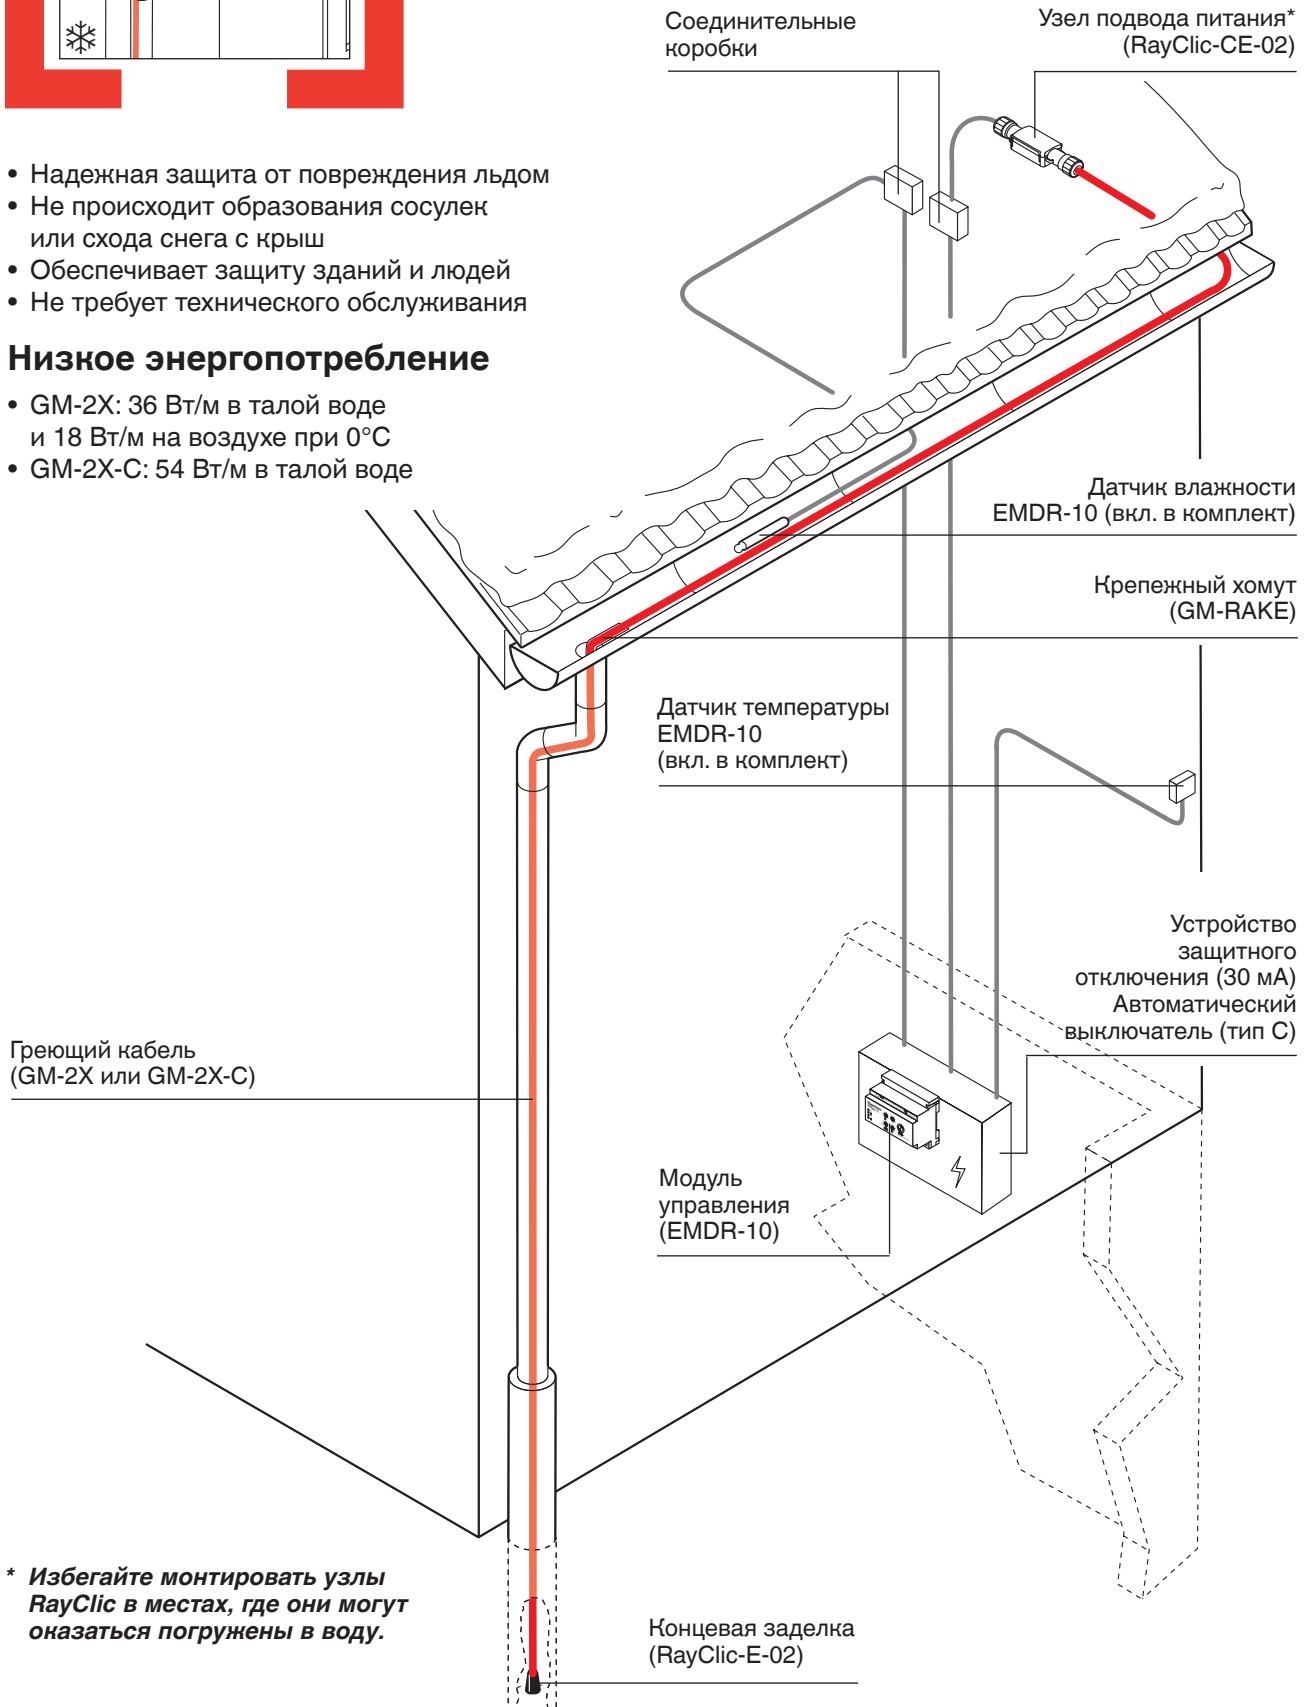 Соединительные
коробки
Узел подвода питания*
(RayClic-CE-02)
• Надежная защита от повреждения льдом
• Не происходит образования сосулек
или схода снега с крыш
• Обеспечивает защиту зданий и людей
• Не требует технического обслуживания
Низкое энергопотребление
• GM-2X: 36 Вт/м в талой воде
и 18 Вт/м на воздухе при 0°C
• GM-2X-C: 54 Вт/м в талой воде
Датчик влажности
EMDR-10 (вкл. в комплект)
Крепежный хомут
(GM-RAKE)
Датчик температуры
EMDR-10
(вкл. в комплект)
Устройство
защитного
отключения (30 мА)
Автоматический
выключатель (тип С)
Греющий кабель
(GM-2X или GM-2X-C)
Модуль
управления
(EMDR-10)
* Избегайте монтировать узлы
RayClic в местах, где они могут
оказаться погружены в воду.
Концевая заделка
(RayClic-E-02)